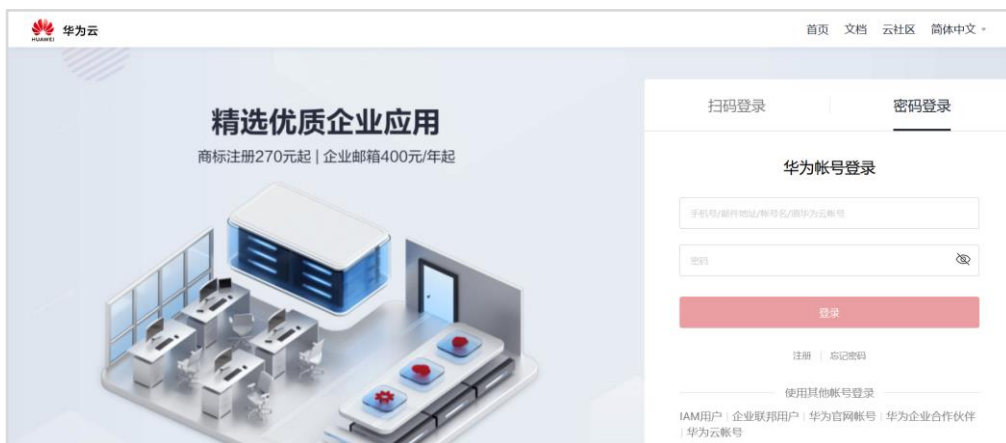 HUAWEI 华为云
首页 文档 云社区 简体中文
精选优质企业应用
商标注册270元起 | 企业邮箱400元/年起
扫码登录 密码登录
华为帐号登录
手机号/邮件地址/帐号名/原华为云帐号
密码
登录
注册 | 忘记密码
使用其他帐号登录
IAM用户 | 企业联邦用户 | 华为官网帐号 | 华为企业合作伙伴
| 华为云帐号